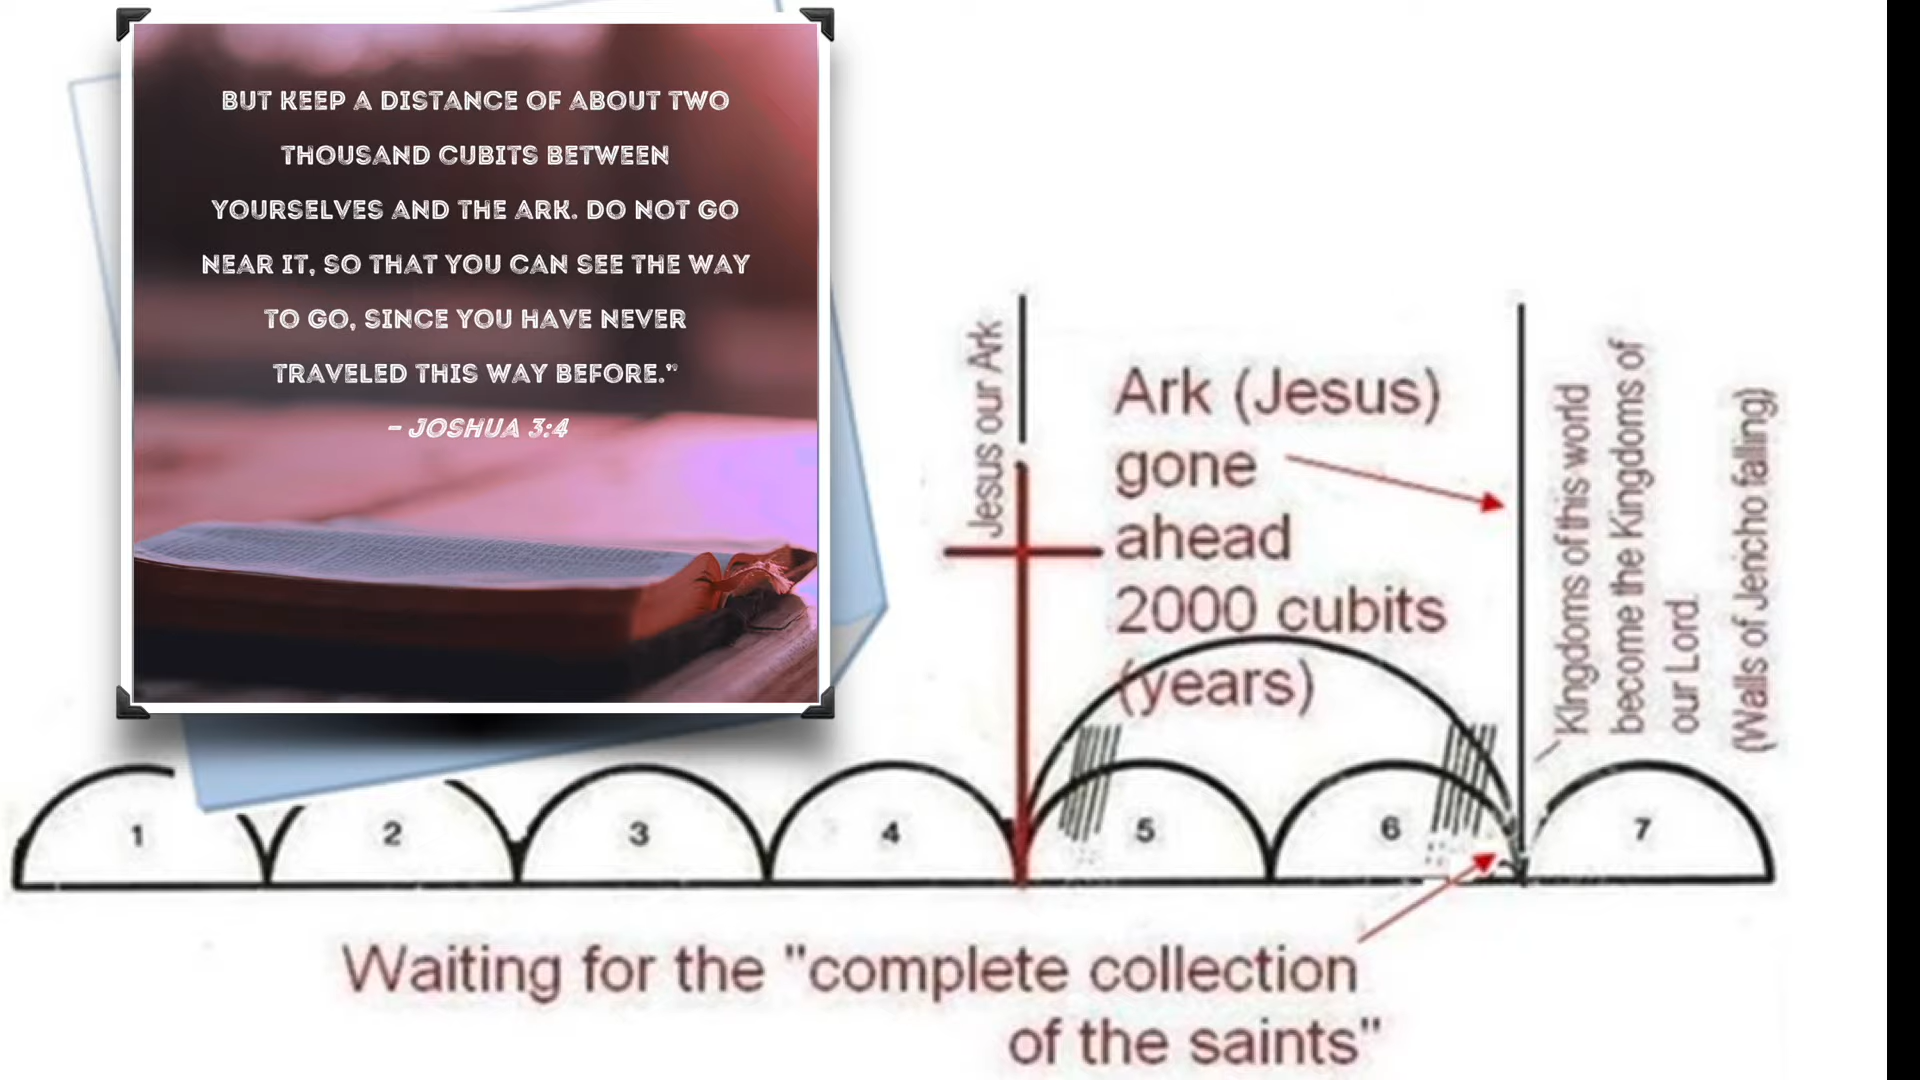 BUT KEEP A DISTANCE OF ABOUT TWO
THOUSAND CUBITS BETWEEN
YOURSELVES AND THE ARK. DO NOT GO
NEAR IT, SO THAT YOU CAN SEE THE WAY
TO GO, SINCE YOU HAVE NEVER
TRAVELED THIS WAY BEFORE."
– JOSHUA 3:4
Jesus our Ark
Ark (Jesus)
gone
ahead
2000 cubits
(years)
KIngdoms of this world
become the Kingdoms of
our Lord.
(Walls of Jericho falling)
1 2 3 4 5 6 7
Waiting for the "complete collection
of the saints"